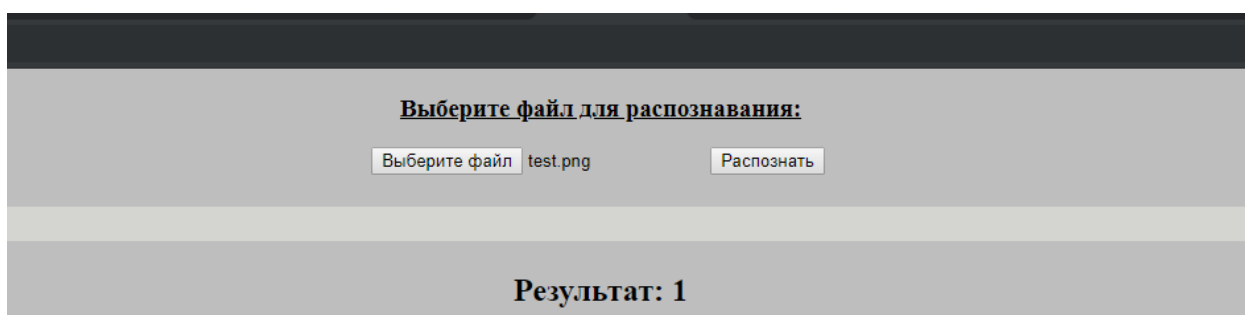 Выберите файл для распознавания:
Выберите файл test.png Распознать
Результат: 1